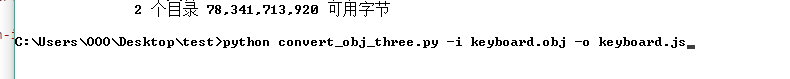 2 个目录 78,341,713,920 可用字节
C:\Users\OOO\Desktop\test>python convert_obj_three.py -i keyboard.obj -o keyboard.js